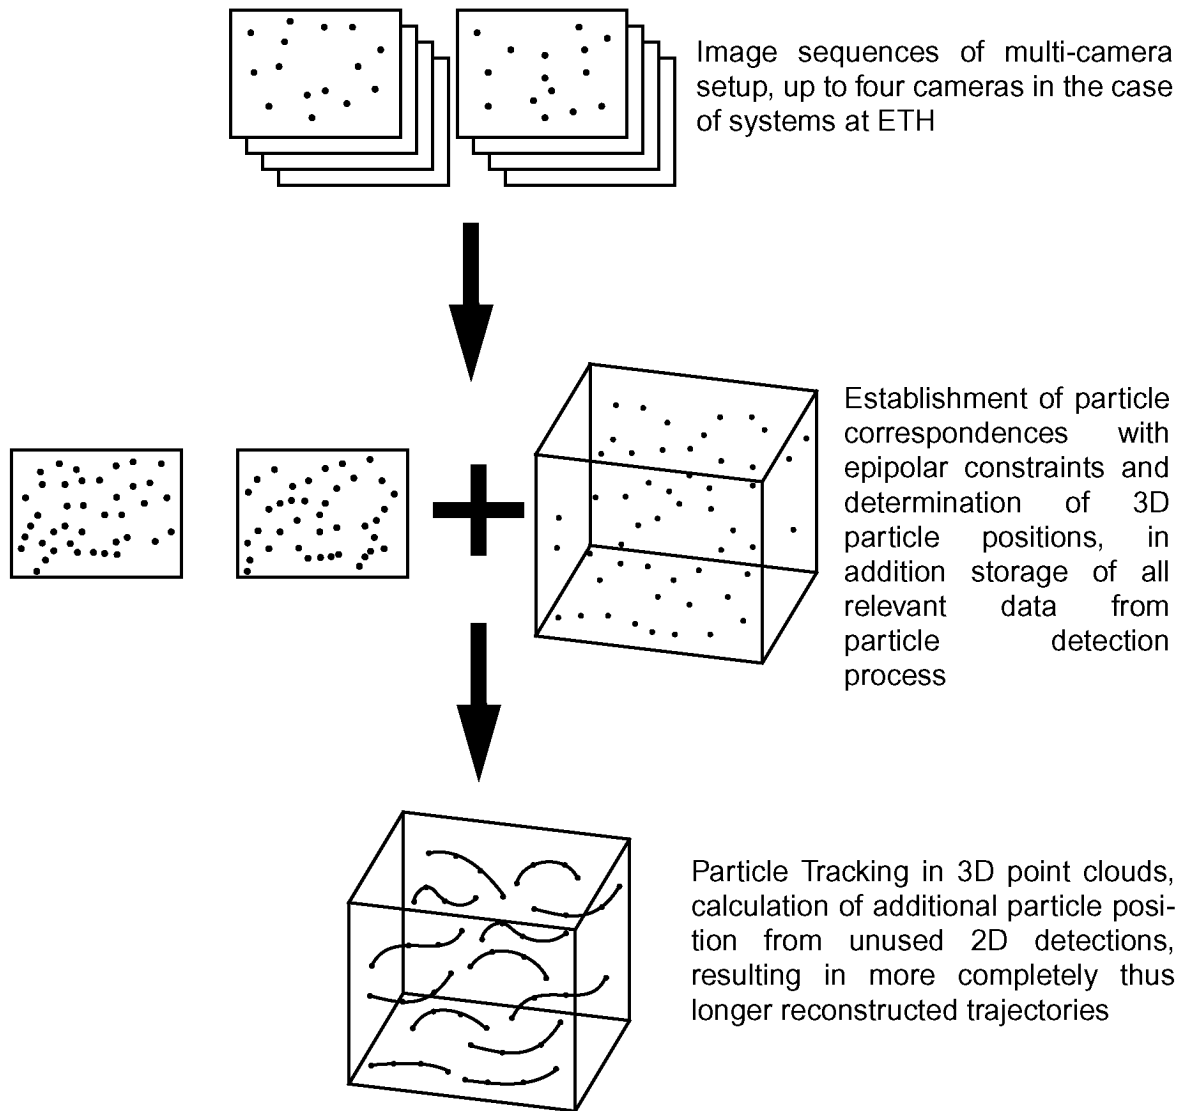 Image sequences of multi-camera
setup, up to four cameras in the case
of systems at ETH
Establishment of particle
correspondences with
epipolar constraints and
determination of 3D
particle positions, in
addition storage of all
relevant data from
particle detection
process
Particle Tracking in 3D point clouds,
calculation of additional particle posi-
tion from unused 2D detections,
resulting in more completely thus
longer reconstructed trajectories